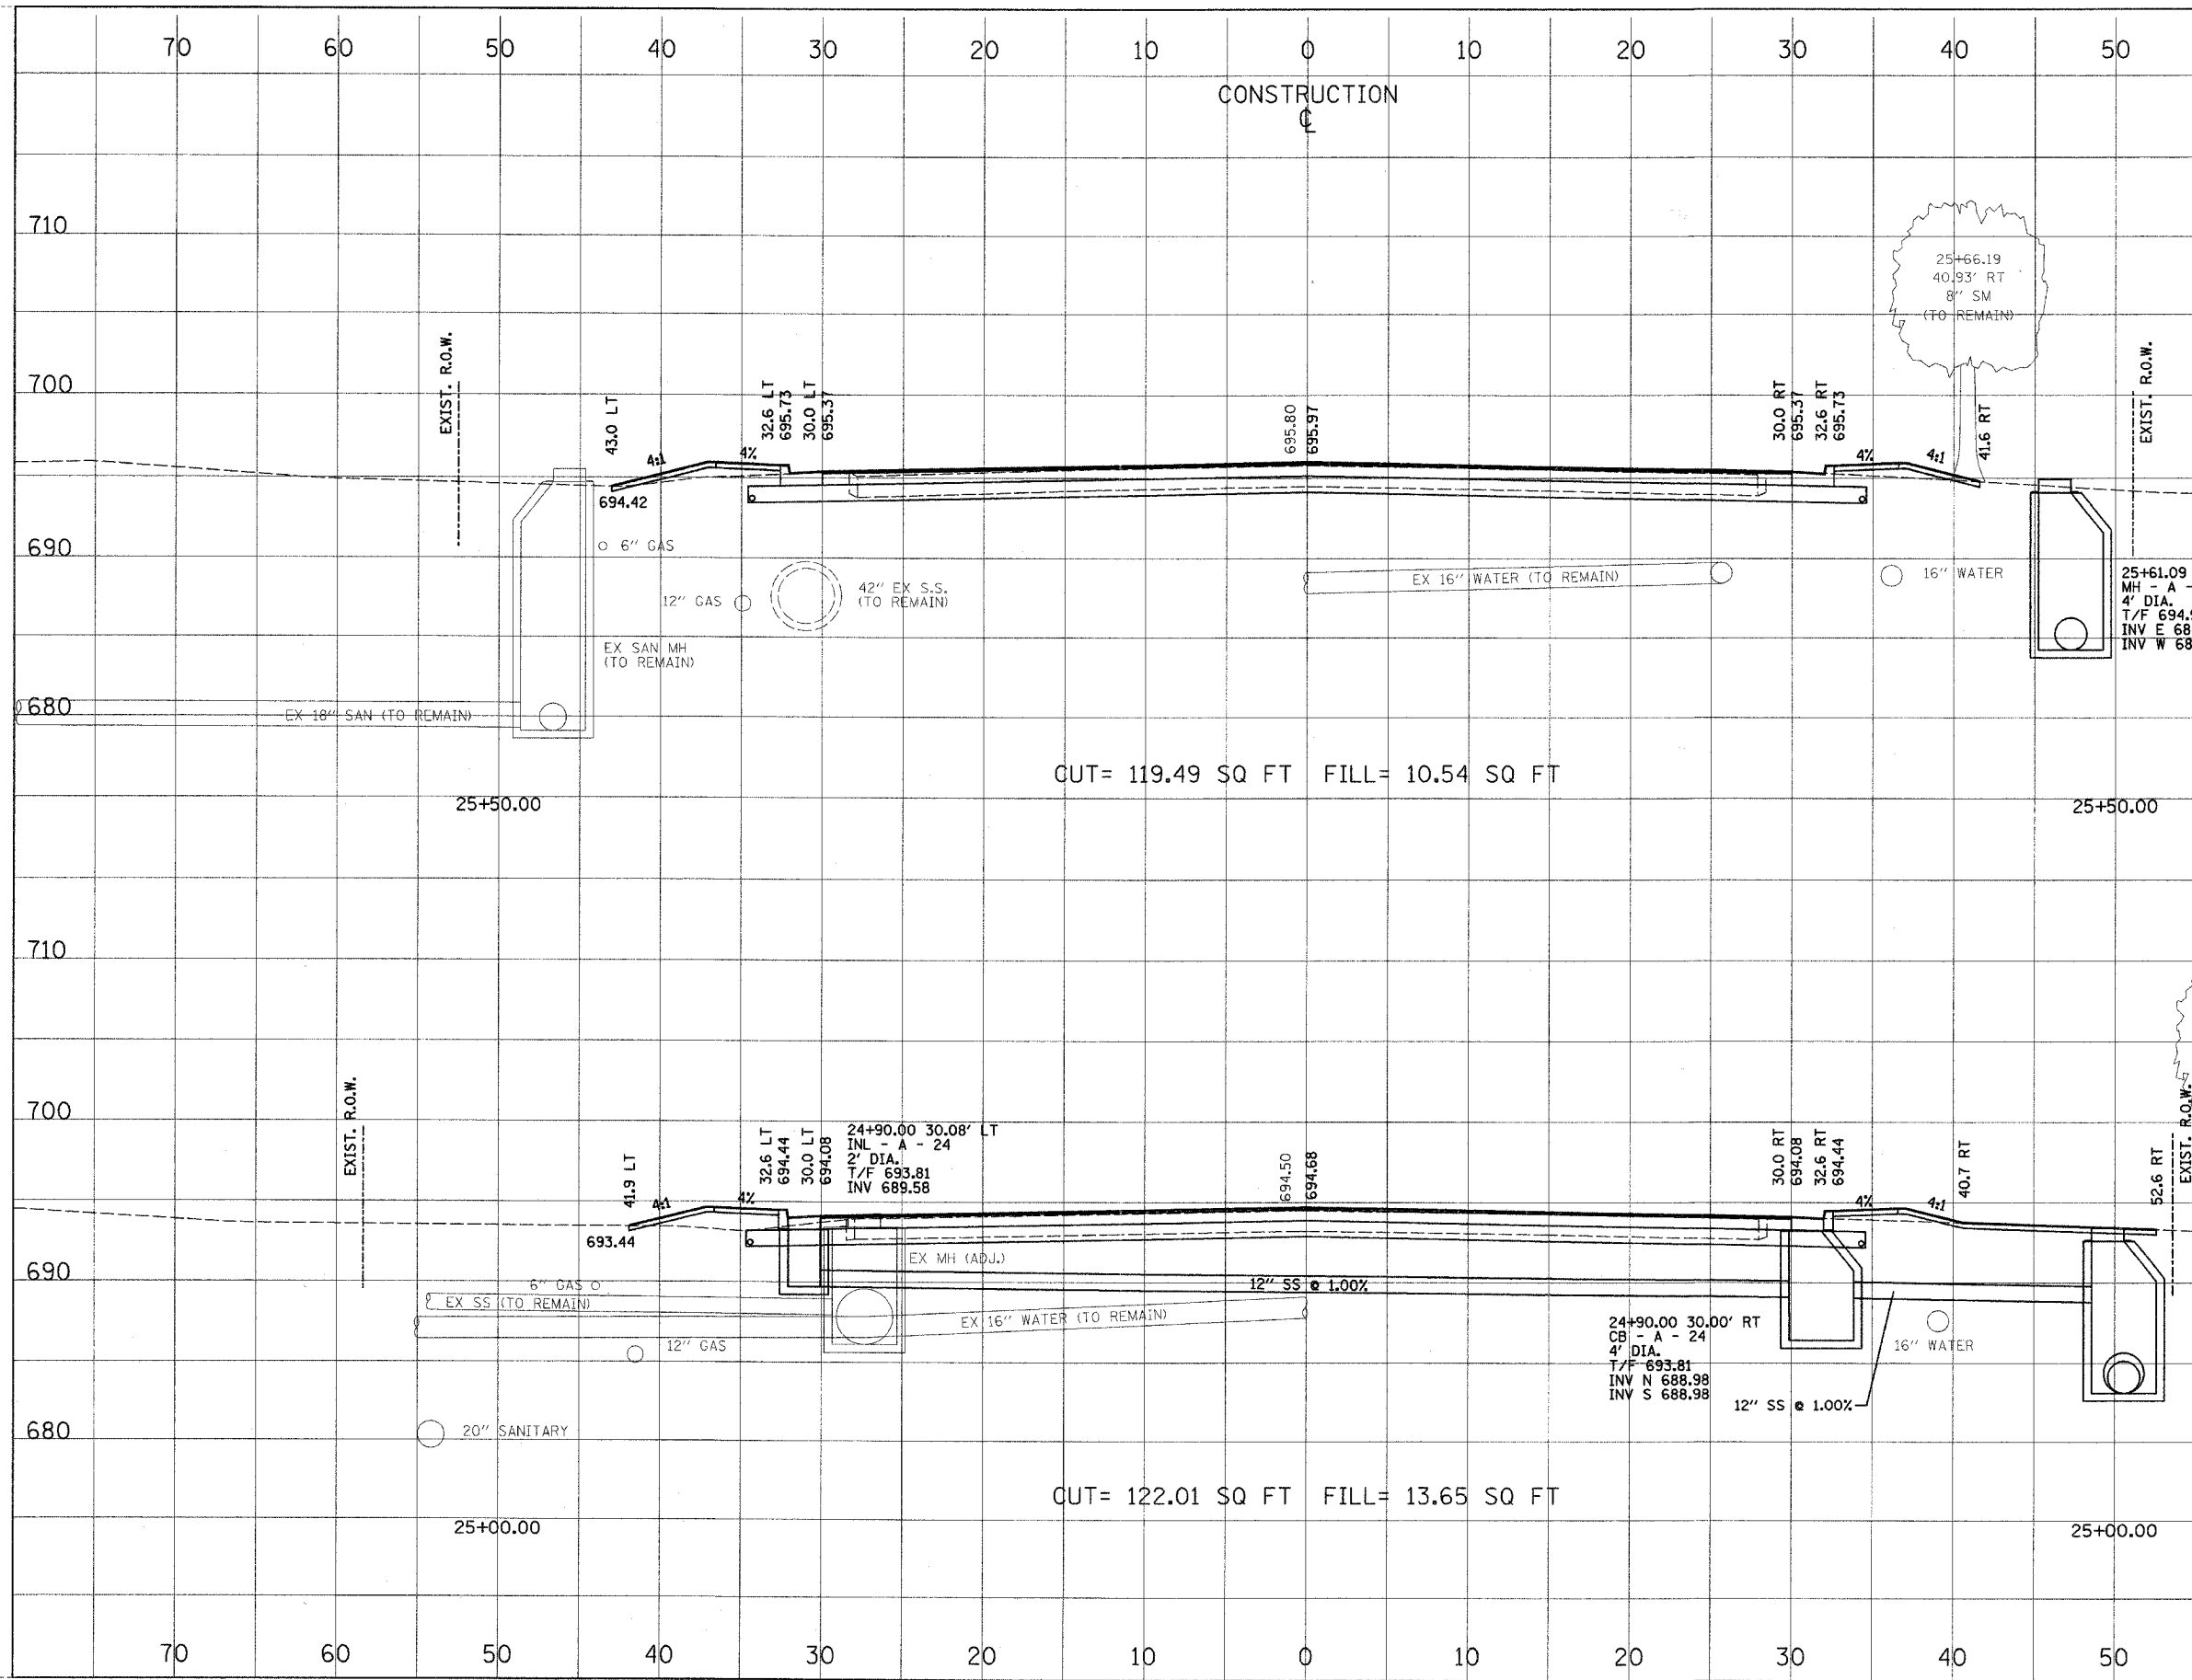 70 60 50 40 30 20 10 0 10 20 30 40 50
CONSTRUCTION
℄
710
700
690
680
EXIST. R.O.W.
43.0 LT
32.6 LT
695.73
30.0 LT
695.37
695.80
695.97
30.0 RT
695.37
32.6 RT
695.73
41.6 RT
EXIST. R.O.W.
25+66.19
40.93' RT
8" SM
(TO REMAIN)
4:1
4%
4%
4:1
694.42
6" GAS
12" GAS
42" EX S.S.
(TO REMAIN)
EX 16" WATER (TO REMAIN)
16" WATER
EX SAN MH
(TO REMAIN)
EX 18" SAN (TO REMAIN)
25+61.09
MH - A -
4' DIA.
T/F 694.
INV E 68
INV W 68
CUT= 119.49 SQ FT FILL= 10.54 SQ FT
25+50.00
25+50.00
710
700
690
680
EXIST. R.O.W.
41.9 LT
32.6 LT
694.44
30.0 LT
694.08
24+90.00 30.08' LT
INL - A - 24
2' DIA.
T/F 693.81
INV 689.58
694.50
694.68
30.0 RT
694.08
32.6 RT
694.44
40.7 RT
52.6 RT
EXIST. R.O.W.
4:1
4%
4%
4:1
693.44
EX MH (ADJ.)
6" GAS
EX SS (TO REMAIN)
12" SS @ 1.00%
EX 16" WATER (TO REMAIN)
12" GAS
24+90.00 30.00' RT
CB - A - 24
4' DIA.
T/F 693.81
INV N 688.98
INV S 688.98
12" SS @ 1.00%
16" WATER
20" SANITARY
CUT= 122.01 SQ FT FILL= 13.65 SQ FT
25+00.00
25+00.00
70 60 50 40 30 20 10 0 10 20 30 40 50